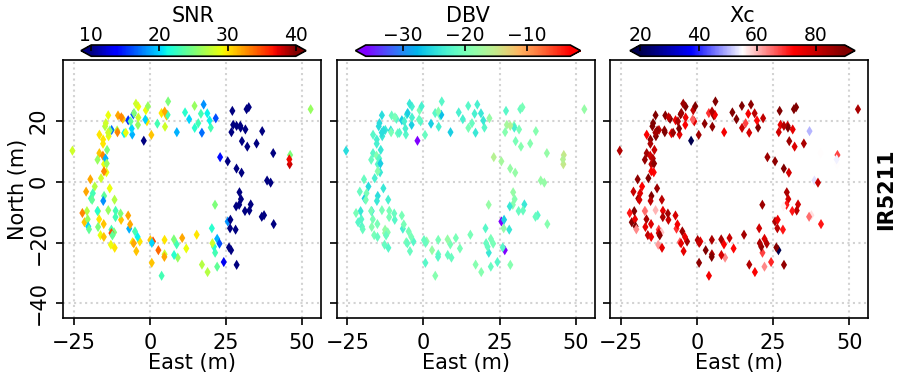 SNR DBV Xc
10 20 30 40 −30 −20 −10 20 40 60 80
North (m)
20
0
−20
−40
−25 0 25 50 −25 0 25 50 −25 0 25 50
East (m) East (m) East (m)
IR5211